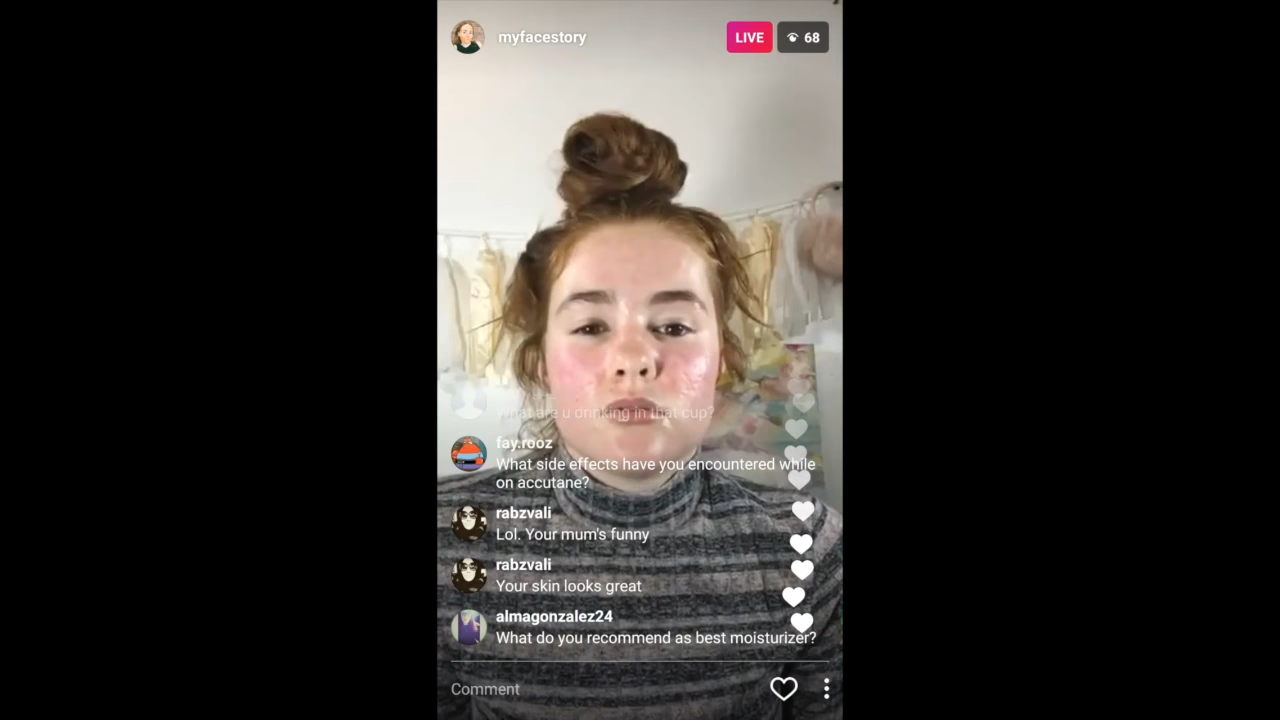 myfacestory
LIVE
68
What are u drinking in that cup?
fay.rooz
What side effects have you encountered while
on accutane?
rabzvali
Lol. Your mum's funny
rabzvali
Your skin looks great
almagonzalez24
What do you recommend as best moisturizer?
Comment